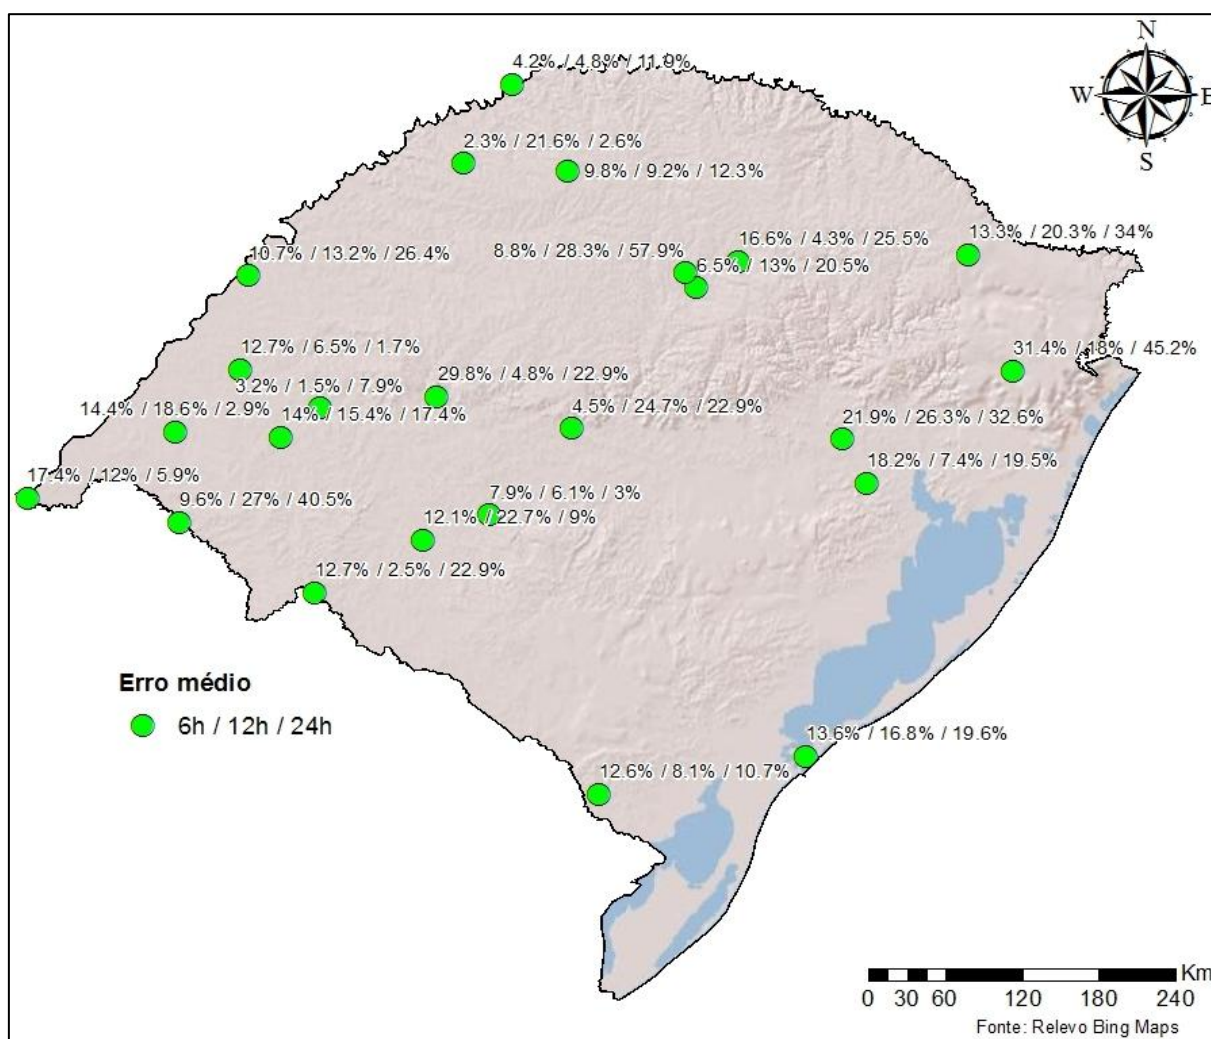 N
4.2% / 4.8% / 11.9%
W
E
S
2.3% / 21.6% / 2.6%
9.8% / 9.2% / 12.3%
13.3% / 20.3% / 34%
16.6% / 4.3% / 25.5%
8.8% / 28.3% / 57.9%
10.7% / 13.2% / 26.4%
6.5% / 13% / 20.5%
12.7% / 6.5% / 1.7%
31.4% / 18% / 45.2%
29.8% / 4.8% / 22.9%
3.2% / 1.5% / 7.9%
14.4% / 18.6% / 2.9%
14% / 15.4% / 17.4%
4.5% / 24.7% / 22.9%
21.9% / 26.3% / 32.6%
18.2% / 7.4% / 19.5%
17.4% / 12% / 5.9%
9.6% / 27% / 40.5%
7.9% / 6.1% / 3%
12.1% / 22.7% / 9%
12.7% / 2.5% / 22.9%
Erro médio
6h / 12h / 24h
13.6% / 16.8% / 19.6%
12.6% / 8.1% / 10.7%
Km
0 30 60 120 180 240
Fonte: Relevo Bing Maps